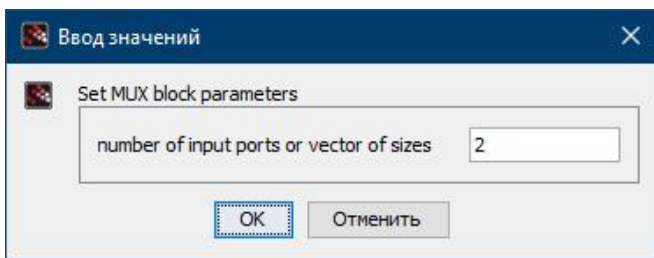 Ввод значений
Set MUX block parameters
number of input ports or vector of sizes 2
OK Отменить